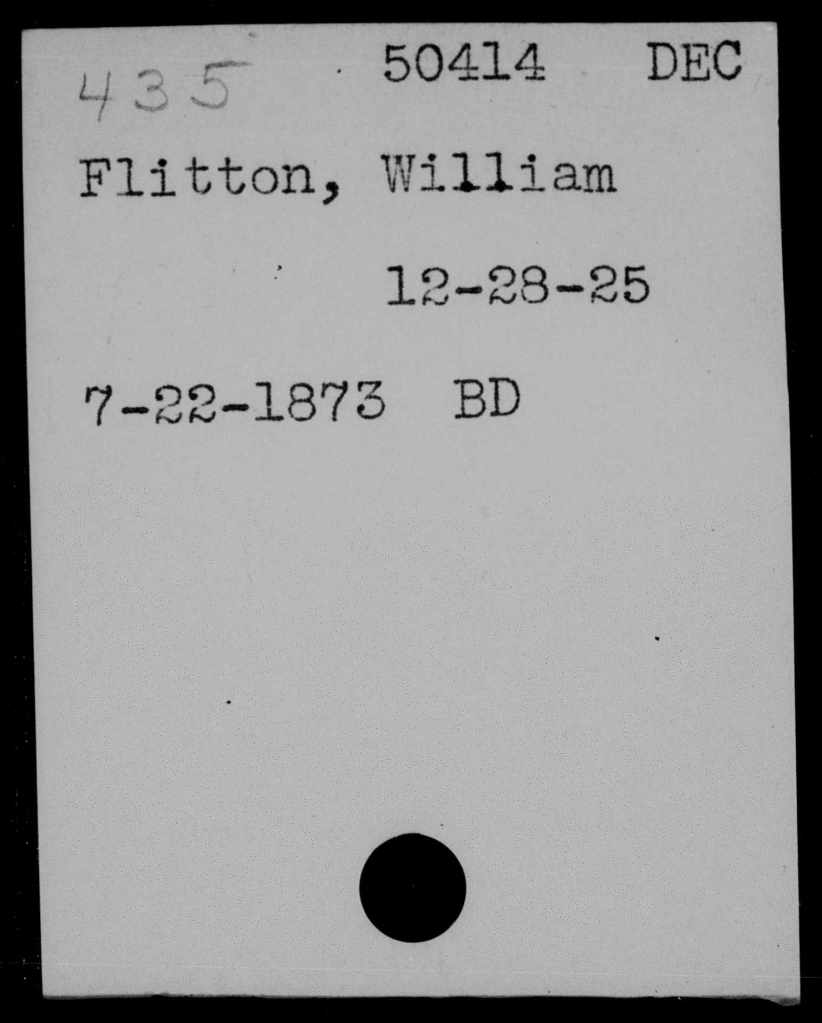 435 50414 DEC
Flitton, William
12-28-25
7-22-1873 BD